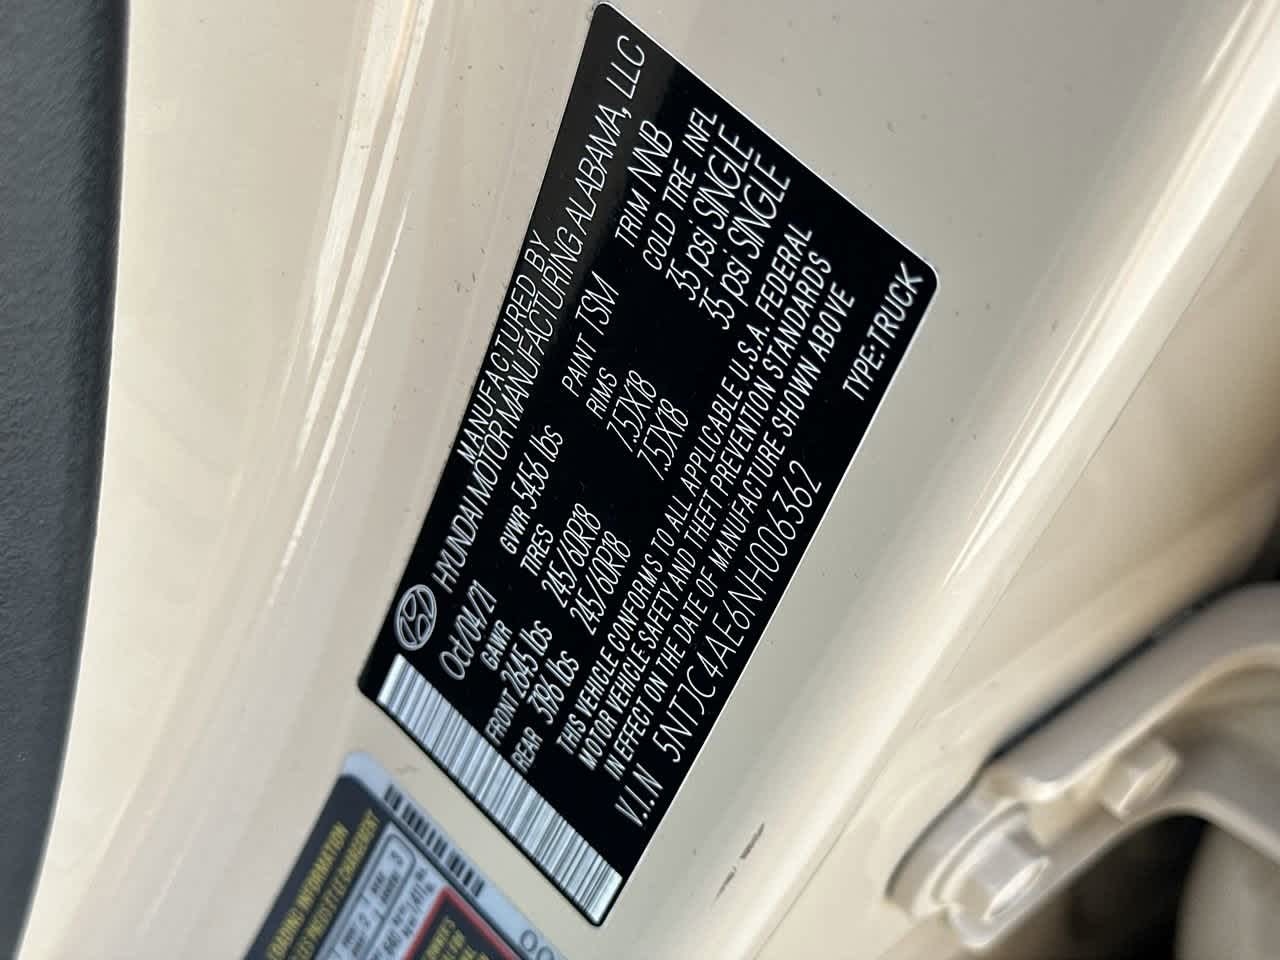 MANUFACTURED BY
HYUNDAI MOTOR MANUFACTURING ALABAMA, LLC
Oct/04/21 GVWR 5456 lbs PAINT TSM TRIM NNB
GAWR TIRES RIMS COLD TIRE INFL
FRONT 2645 lbs 245/60R18 7.5JX18 35 psi SINGLE
REAR 3196 lbs 245/60R18 7.5JX18 35 psi SINGLE
THIS VEHICLE CONFORMS TO ALL APPLICABLE U.S.A. FEDERAL
MOTOR VEHICLE SAFETY AND THEFT PREVENTION STANDARDS
IN EFFECT ON THE DATE OF MANUFACTURE SHOWN ABOVE
V.I.N 5NTJC4AE6NH006362 TYPE:TRUCK
LOADING INFORMATION